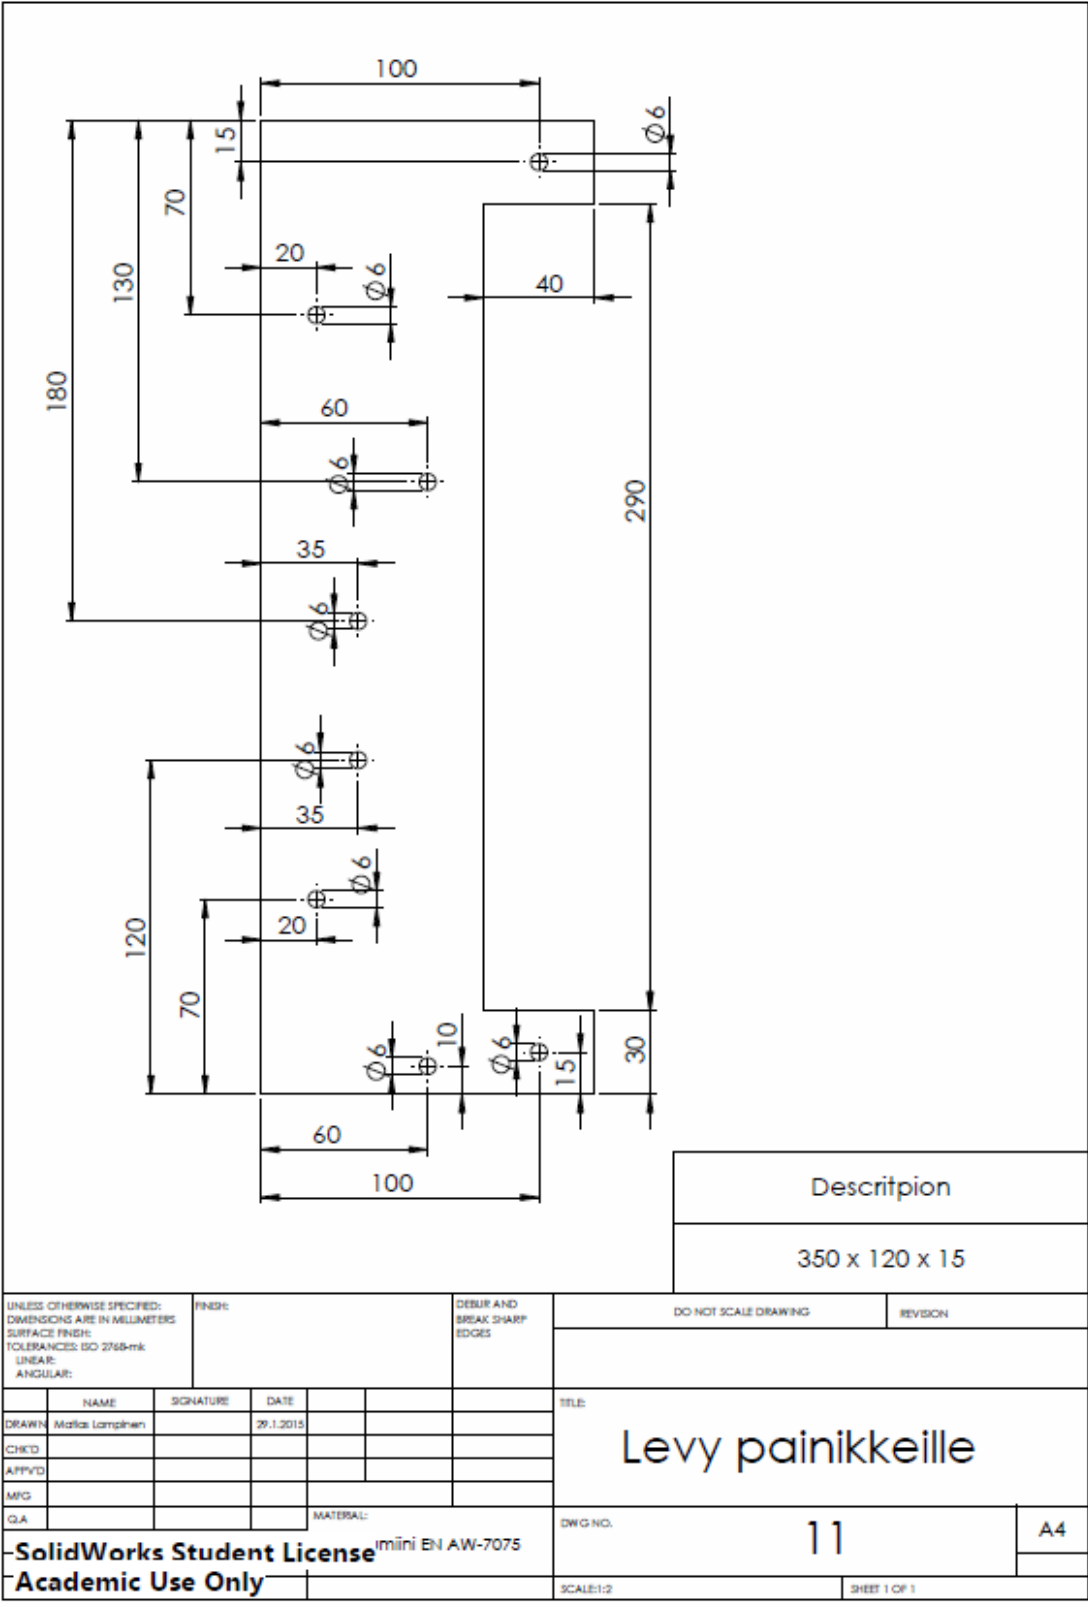 100
15
Ø6
70
20
Ø6
130
40
180
60
Ø6
290
35
Ø6
Ø6
35
Ø6
120
20
70
10
Ø6
Ø6
15
30
60
100
Descritpion
350 x 120 x 15
UNLESS OTHERWISE SPECIFIED:
DIMENSIONS ARE IN MILLIMETERS
SURFACE FINISH:
TOLERANCES: ISO 2768-mk
LINEAR:
ANGULAR:
FINISH:
DEBUR AND
BREAK SHARP
EDGES
DO NOT SCALE DRAWING
REVISION
NAME SIGNATURE DATE
DRAWN Matias Lampinen 29.1.2015
CHK'D
APPV'D
MFG
Q.A
TITLE:
Levy painikkeille
MATERIAL:
EN AW-7075
DWG NO.
11
A4
SCALE:1:2
SHEET 1 OF 1
SolidWorks Student License
Academic Use Only